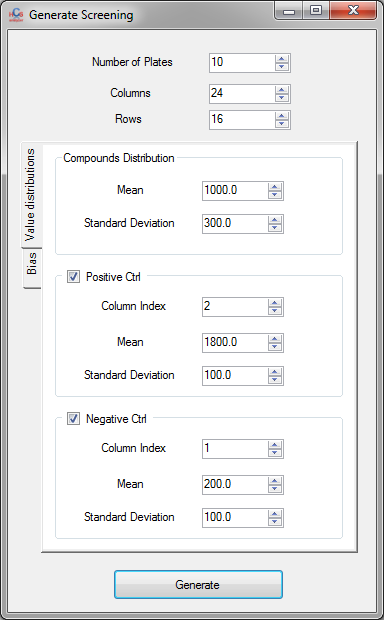 Generate Screening
Number of Plates 10
Columns 24
Rows 16
Value distributions
Bias
Compounds Distribution
Mean 1000.0
Standard Deviation 300.0
Positive Ctrl
Column Index 2
Mean 1800.0
Standard Deviation 100.0
Negative Ctrl
Column Index 1
Mean 200.0
Standard Deviation 100.0
Generate